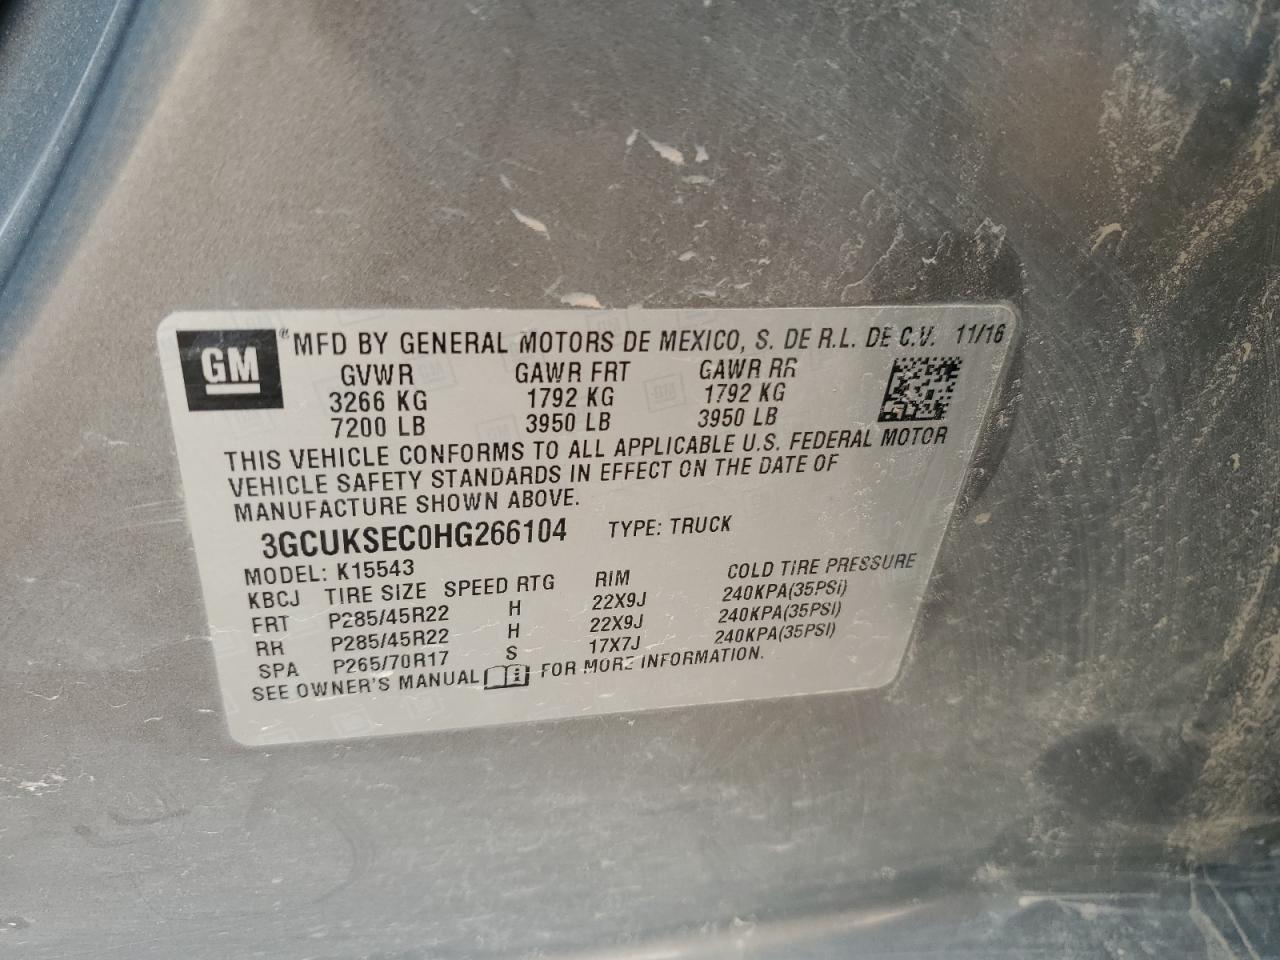 GM ® MFD BY GENERAL MOTORS DE MEXICO, S. DE R.L. DE C.V. 11/16
GVWR GAWR FRT GAWR RR
3266 KG 1792 KG 1792 KG
7200 LB 3950 LB 3950 LB
THIS VEHICLE CONFORMS TO ALL APPLICABLE U.S. FEDERAL MOTOR
VEHICLE SAFETY STANDARDS IN EFFECT ON THE DATE OF
MANUFACTURE SHOWN ABOVE.
3GCUKSEC0HG266104 TYPE: TRUCK
MODEL: K15543
KBCJ TIRE SIZE SPEED RTG RIM COLD TIRE PRESSURE
FRT P285/45R22 H 22X9J 240KPA(35PSI)
RR P285/45R22 H 22X9J 240KPA(35PSI)
SPA P265/70R17 S 17X7J 240KPA(35PSI)
SEE OWNER'S MANUAL FOR MORE INFORMATION.